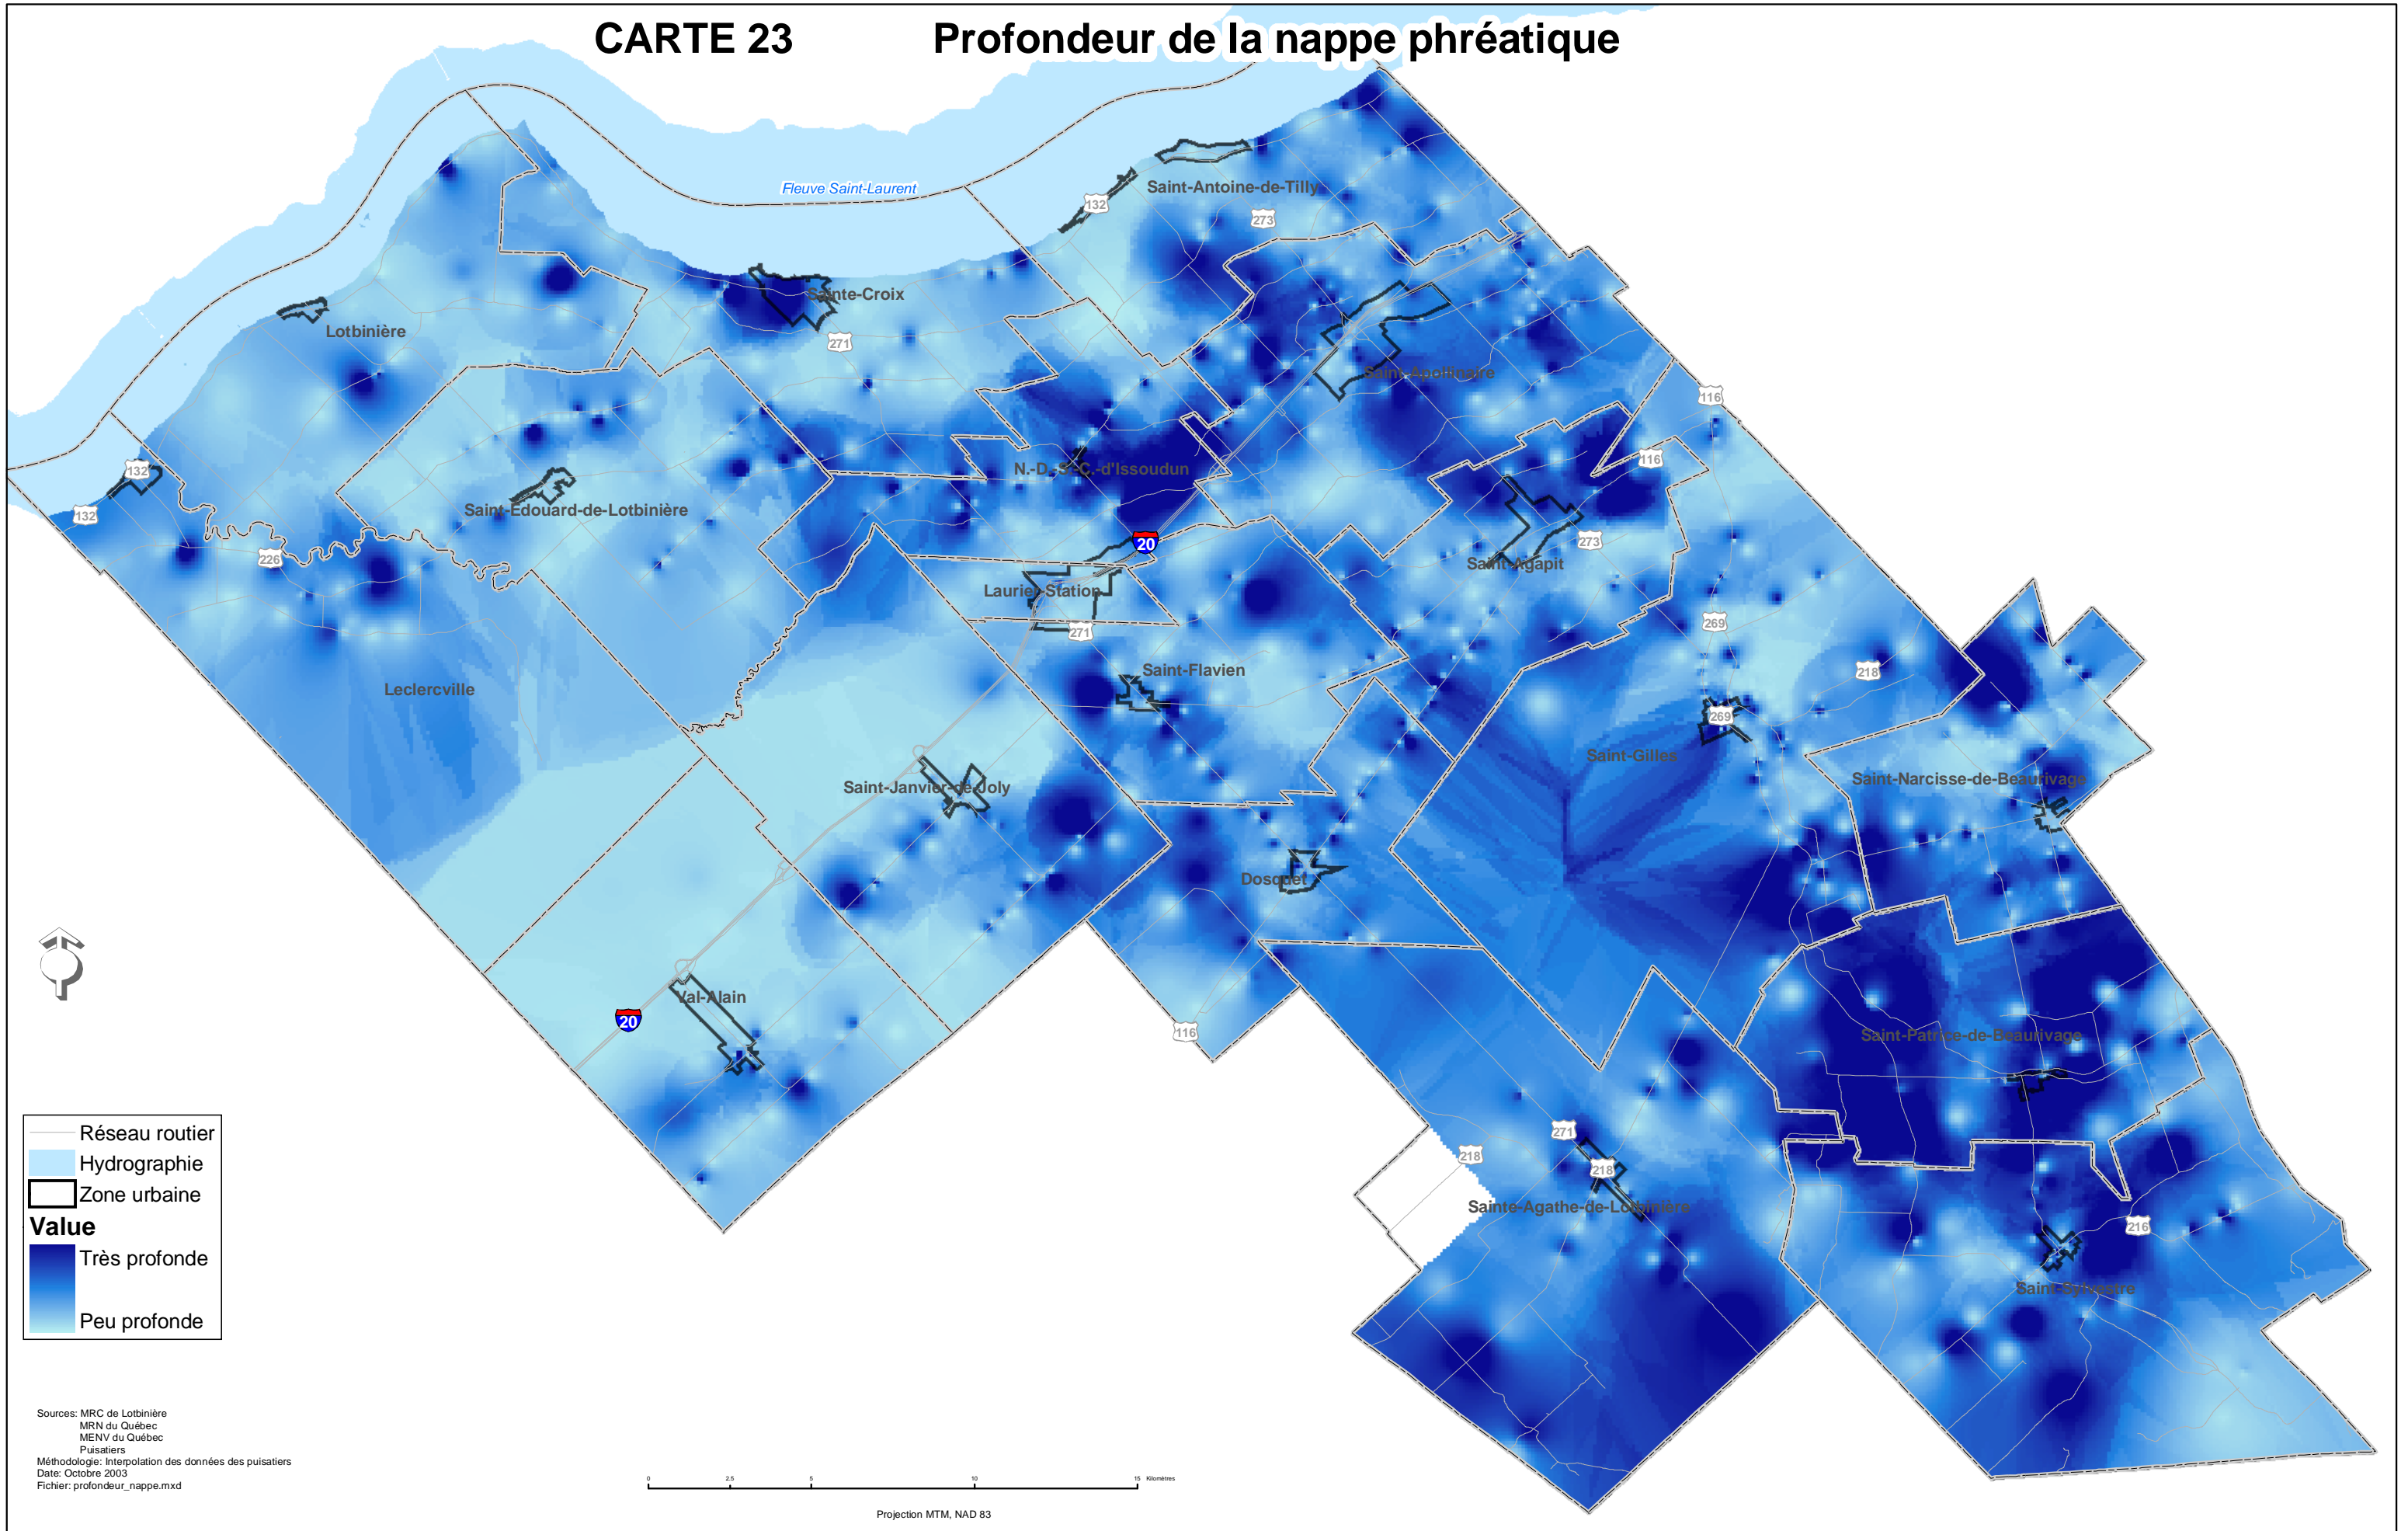 CARTE 23 Profondeur de la nappe phréatique
Fleuve Saint-Laurent
Saint-Antoine-de-Tilly
132
273
Sainte-Croix
271
Lotbinière
Saint-Apollinaire
116
116
N.-D.-S.-C.-d'Issoudun
132
132
Saint-Edouard-de-Lotbinière
226
20
273
Saint-Agapit
Laurier-Station
271
269
Saint-Flavien
218
Leclercville
269
Saint-Gilles
Saint-Narcisse-de-Beaurivage
Saint-Janvier-de-Joly
Dosquet
Val-Alain
20
116
Saint-Patrice-de-Beaurivage
271
218
218
Sainte-Agathe-de-Lotbinière
216
Saint-Sylvestre
Réseau routier
Hydrographie
Zone urbaine
Value
Très profonde
Peu profonde
Sources: MRC de Lotbinière
MRN du Québec
MENV du Québec
Puisatiers
Méthodologie: Interpolation des données des puisatiers
Date: Octobre 2003
Fichier: profondeur_nappe.mxd
0 2.5 5 10 15 Kilomètres
Projection MTM, NAD 83